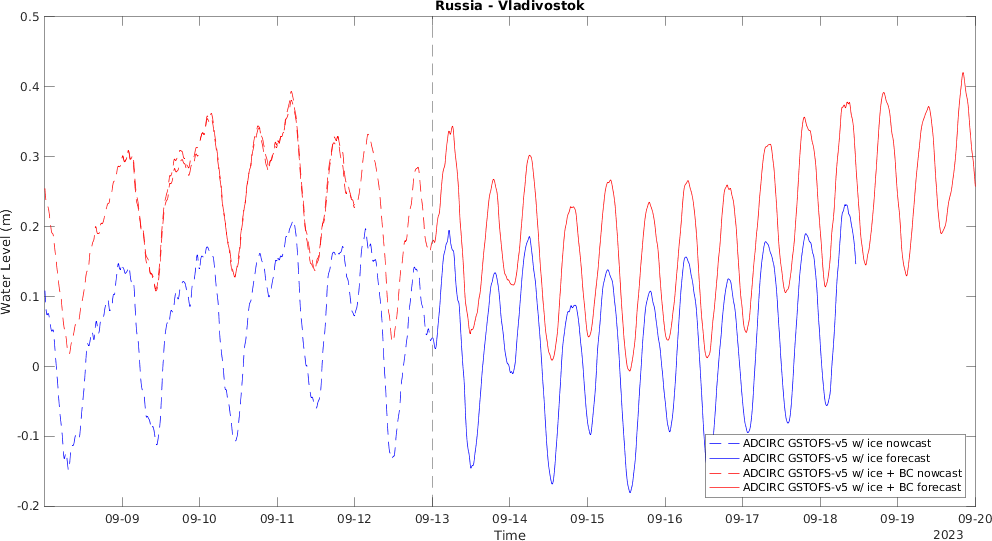 Russia - Vladivostok
Water Level (m)
0.5
0.4
0.3
0.2
0.1
0
-0.1
-0.2
ADCIRC GSTOFS-v5 w/ ice nowcast
ADCIRC GSTOFS-v5 w/ ice forecast
ADCIRC GSTOFS-v5 w/ ice + BC nowcast
ADCIRC GSTOFS-v5 w/ ice + BC forecast
09-09 09-10 09-11 09-12 09-13 09-14 09-15 09-16 09-17 09-18 09-19 09-20
Time
2023